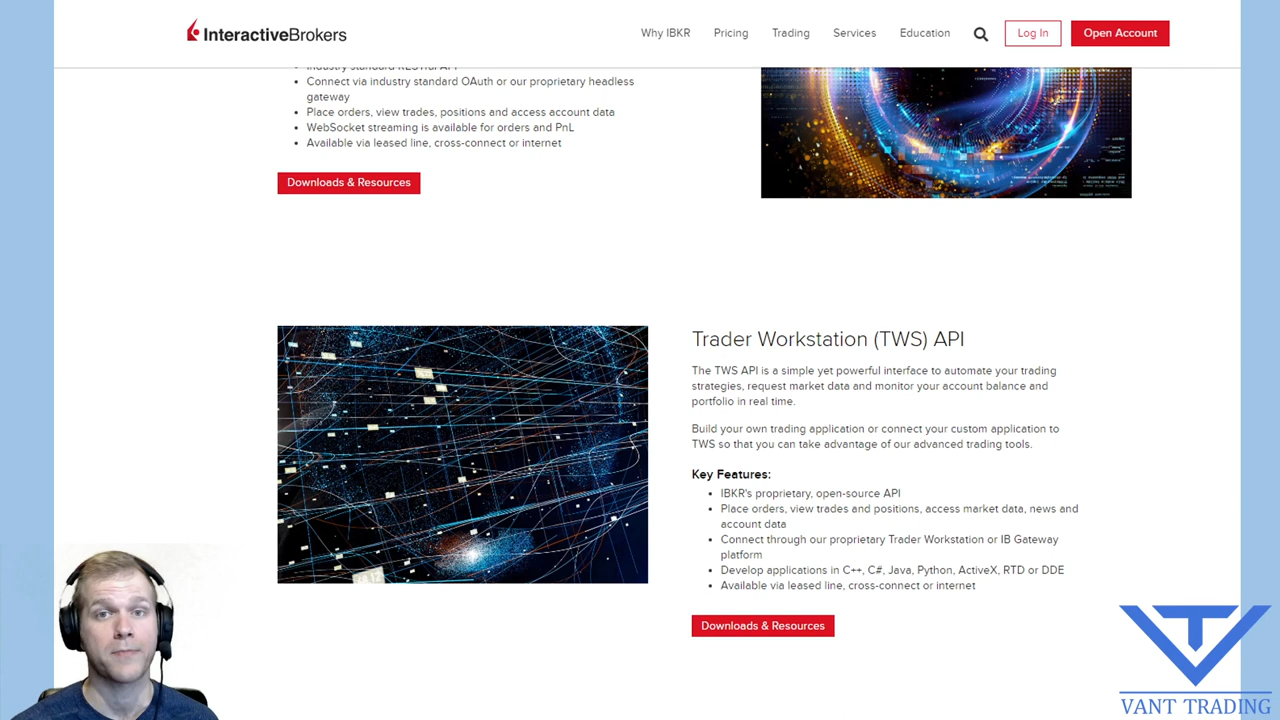 InteractiveBrokers
Why IBKR
Pricing
Trading
Services
Education
Log In
Open Account
Industry standard RESTful API
Connect via industry standard OAuth or our proprietary headless
gateway
Place orders, view trades, positions and access account data
WebSocket streaming is available for orders and PnL
Available via leased line, cross-connect or internet
Downloads & Resources
Trader Workstation (TWS) API
The TWS API is a simple yet powerful interface to automate your trading
strategies, request market data and monitor your account balance and
portfolio in real time.
Build your own trading application or connect your custom application to
TWS so that you can take advantage of our advanced trading tools.
Key Features:
IBKR's proprietary, open-source API
Place orders, view trades and positions, access market data, news and
account data
Connect through our proprietary Trader Workstation or IB Gateway
platform
Develop applications in C++, C#, Java, Python, ActiveX, RTD or DDE
Available via leased line, cross-connect or internet
Downloads & Resources
VANT TRADING